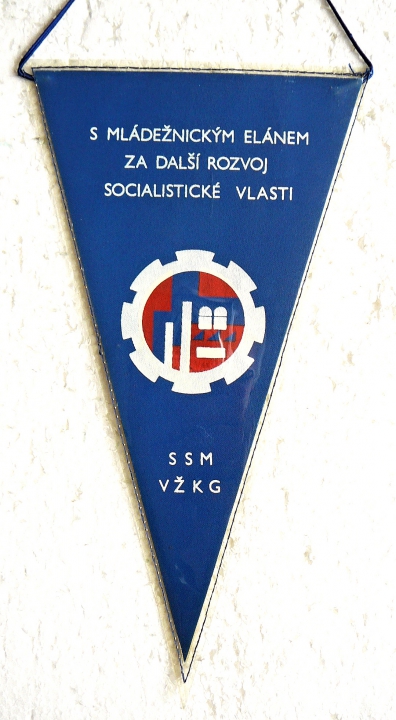 S MLÁDEŽNICKÝM ELÁNEM
ZA DALŠÍ ROZVOJ
SOCIALISTICKÉ VLASTI
SSM
VŽKG